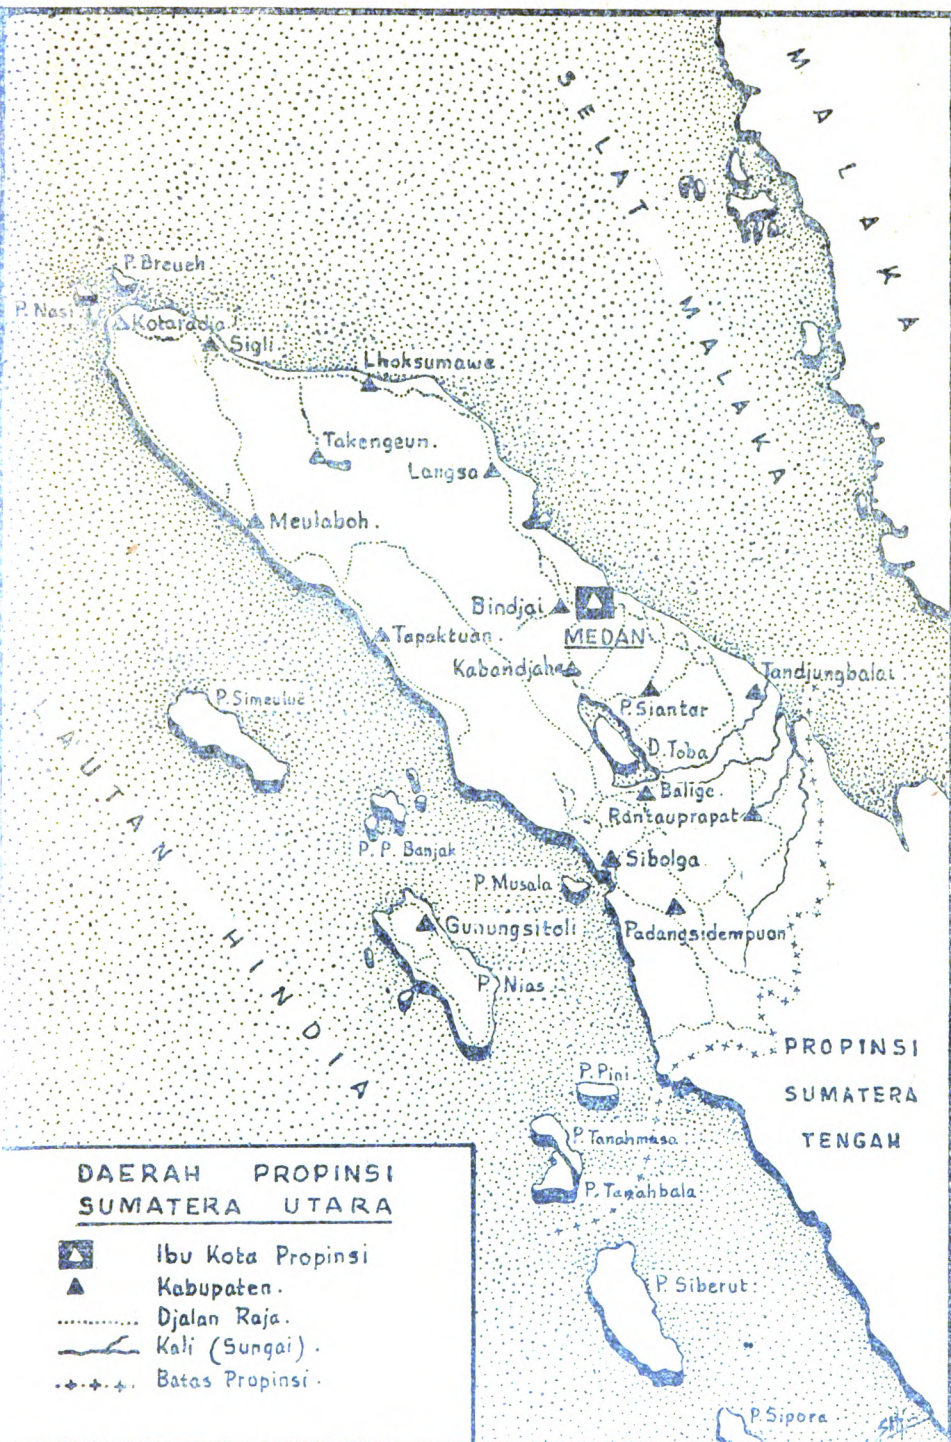 MALAKA
SELAT MALAKA
P. Breueh
P. Nasi
Kotaradja
Sigli.
Lhoksumawe.
Takengeun.
Langsa
Meulaboh.
Bindjai
MEDAN
Tapaktuan.
Kabandjahe
Tandjungbalai.
P. Simeulue
P. Siantar
D. Toba
Balige.
Rantauprapat
P. P. Banjak
Sibolga
P. Musala
Gunungsitoli
Padangsidempuan
P. Nias.
LAUTAN HINDIA
PROPINSI
SUMATERA
TENGAH
P. Pini
P. Tanahmasa
P. Tanahbala
P. Siberut
P. Sipora
DAERAH PROPINSI
SUMATERA UTARA
Ibu Kota Propinsi
Kabupaten.
Djalan Raja.
Kali (Sungai).
Batas Propinsi.